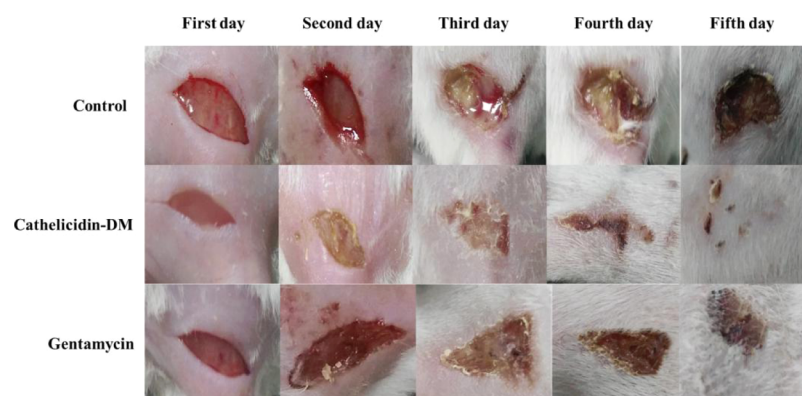 First day Second day Third day Fourth day Fifth day
Control
Cathelicidin-DM
Gentamycin